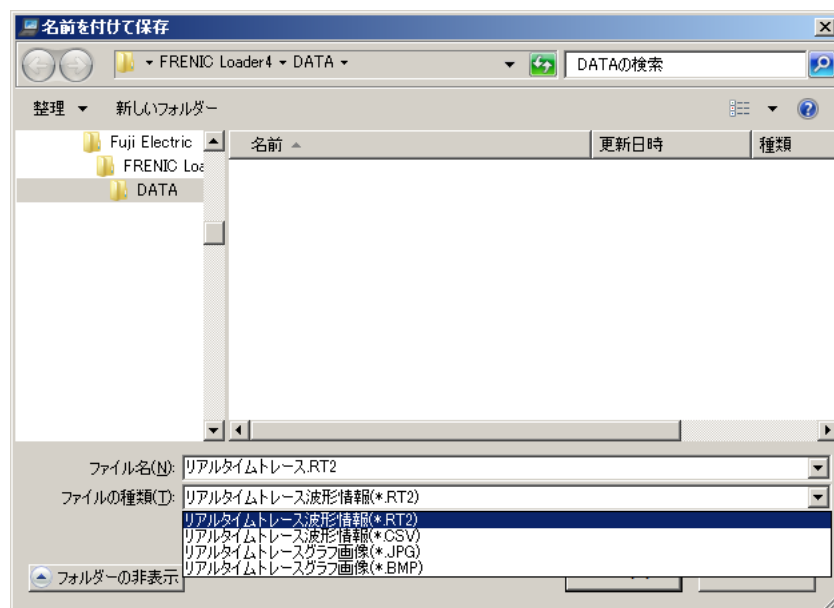 名前を付けて保存
FRENIC Loader4 DATA
DATAの検索
整理 新しいフォルダー
名前 更新日時 種類
Fuji Electric
FRENIC Loa
DATA
ファイル名(N): リアルタイムトレース.RT2
ファイルの種類(T): リアルタイムトレース波形情報(*.RT2)
リアルタイムトレース波形情報(*.RT2)
リアルタイムトレース波形情報(*.CSV)
リアルタイムトレースグラフ画像(*.JPG)
リアルタイムトレースグラフ画像(*.BMP)
フォルダーの非表示